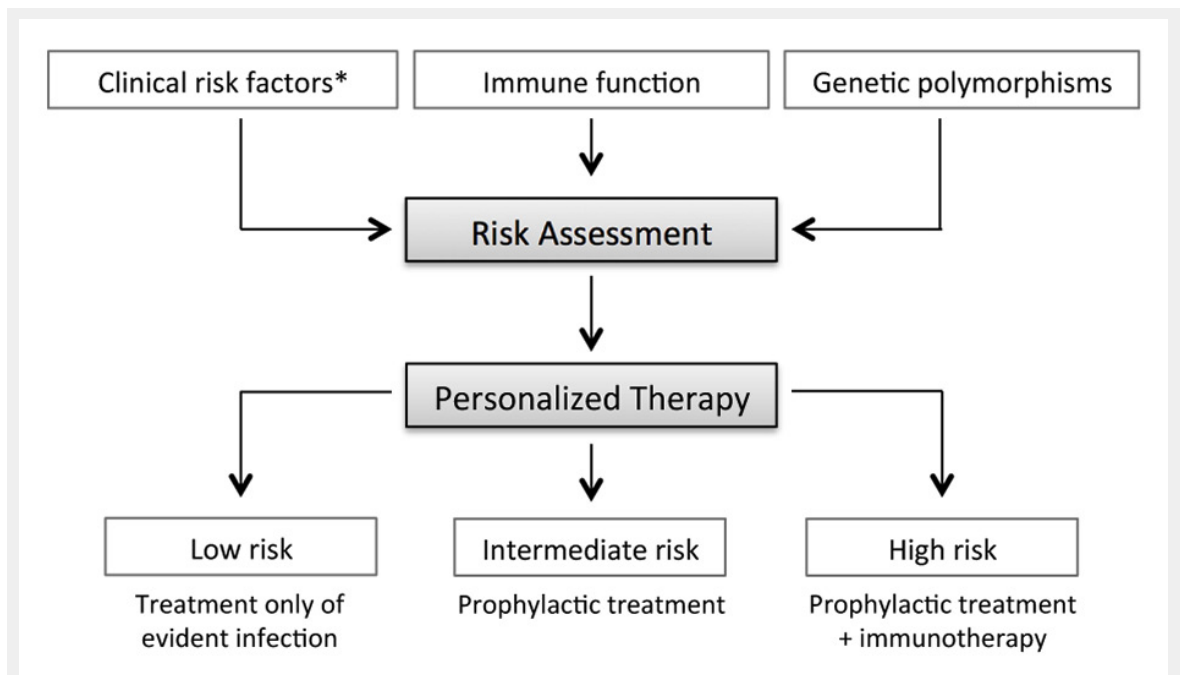 Clinical risk factors*
Immune function
Genetic polymorphisms
Risk Assessment
Personalized Therapy
Low risk
Treatment only of
evident infection
Intermediate risk
Prophylactic treatment
High risk
Prophylactic treatment
+ immunotherapy